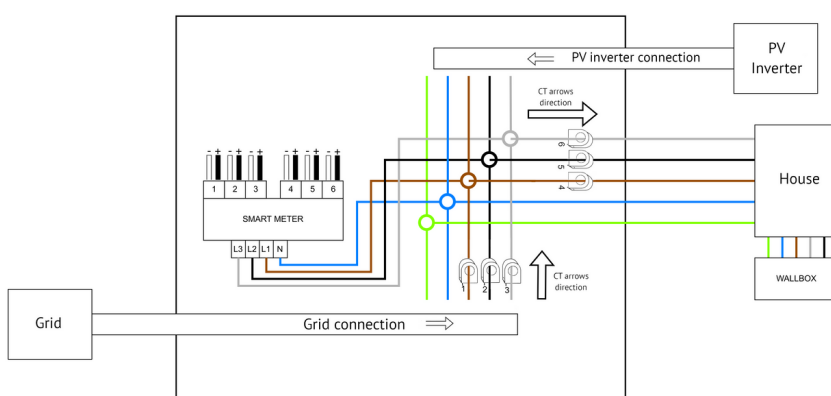 PV inverter connection
PV
Inverter
CT arrows
direction
- + - + - + - + - + - +
1 2 3 4 5 6
SMART METER
L3 L2 L1 N
6
5
4
House
1 2 3
CT arrows
direction
WALLBOX
Grid
Grid connection